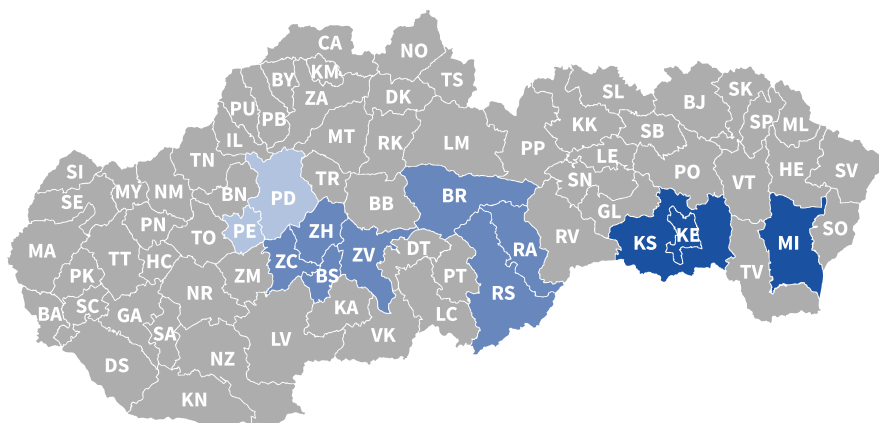 CA
NO
BY
KM
TS
ZA
DK
SL
BJ
SK
PU
PB
KK
SP
ML
IL
MT
RK
LM
PP
SB
TN
LE
PO
HE
SV
SI
BN
TR
SN
VT
MY
NM
PD
BB
BR
SE
GL
PN
PE
ZH
TO
RV
KS
KE
SO
MA
TT
HC
ZC
ZV
DT
RA
MI
PK
ZM
BS
PT
TV
NR
RS
BA
SC
GA
KA
LC
SA
LV
VK
DS
NZ
KN